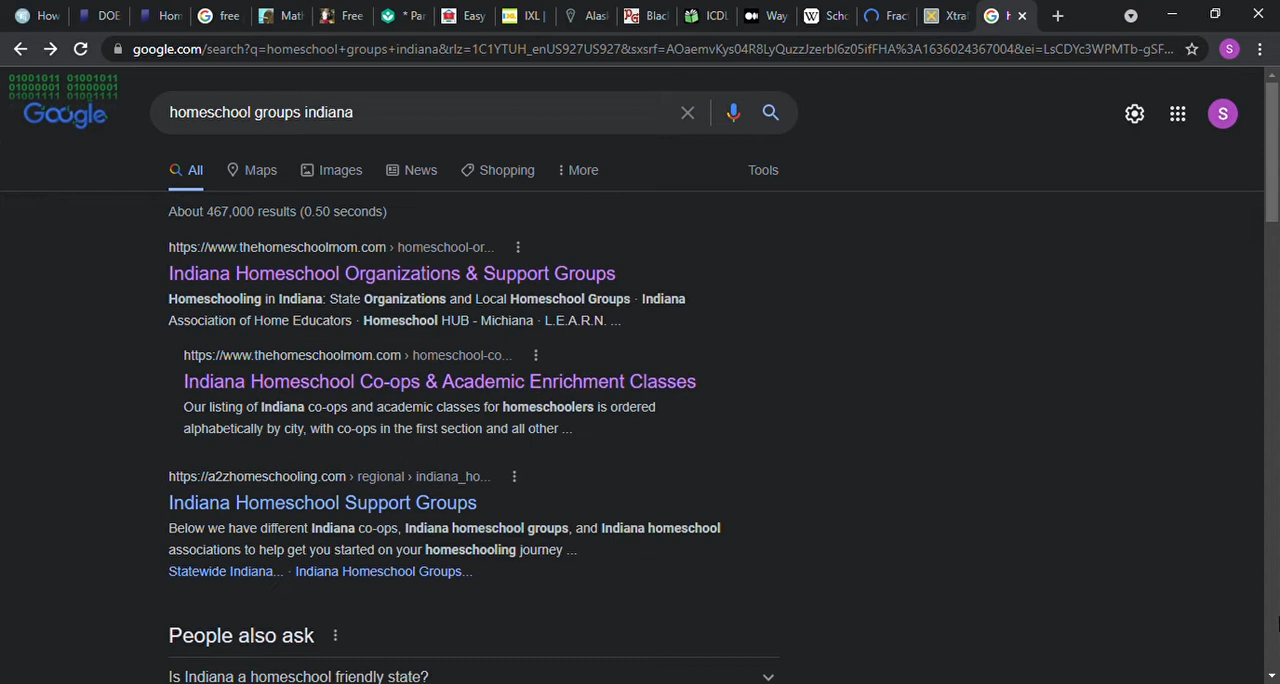 How
DOE
Hom
free
Mat
Free
* Par
Easy
IXL |
Alas
Blac
ICDL
Way
Scho
Frac
Xtra
google.com/search?q=homeschool+groups+indiana&rlz=1C1YTUH_enUS927US927&sxsrf=AOaemvKys04R8LyQuzzJzerbl6z05ifFHA%3A1636024367004&ei=LsCDYc3WPMTb-gSF...
S
01001011 01001011
01000001 01000001
01001111 01001111
Google
homeschool groups indiana
S
All
Maps
Images
News
Shopping
More
Tools
About 467,000 results (0.50 seconds)
https://www.thehomeschoolmom.com › homeschool-or...
Indiana Homeschool Organizations & Support Groups
Homeschooling in Indiana: State Organizations and Local Homeschool Groups · Indiana
Association of Home Educators · Homeschool HUB - Michiana · L.E.A.R.N. ...
https://www.thehomeschoolmom.com › homeschool-co...
Indiana Homeschool Co-ops & Academic Enrichment Classes
Our listing of Indiana co-ops and academic classes for homeschoolers is ordered
alphabetically by city, with co-ops in the first section and all other ...
https://a2zhomeschooling.com › regional › indiana_ho...
Indiana Homeschool Support Groups
Below we have different Indiana co-ops, Indiana homeschool groups, and Indiana homeschool
associations to help get you started on your homeschooling journey ...
Statewide Indiana... · Indiana Homeschool Groups...
People also ask
Is Indiana a homeschool friendly state?